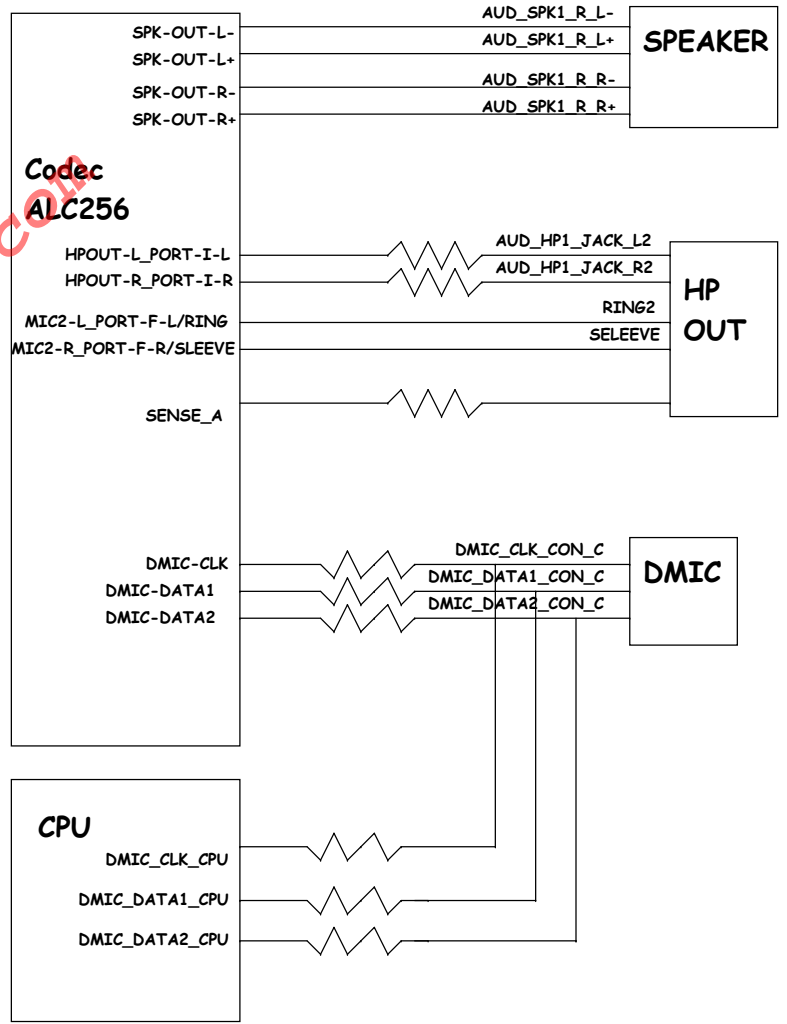 AUD_SPK1_R_L-
SPK-OUT-L-
AUD_SPK1_R_L+
SPEAKER
SPK-OUT-L+
AUD_SPK1_R_R-
SPK-OUT-R-
AUD_SPK1_R_R+
SPK-OUT-R+
Codec
ALC256
com
HPOUT-L_PORT-I-L
AUD_HP1_JACK_L2
HPOUT-R_PORT-I-R
AUD_HP1_JACK_R2
HP
OUT
MIC2-L_PORT-F-L/RING
RING2
MIC2-R_PORT-F-R/SLEEVE
SELEEVE
SENSE_A
DMIC-CLK
DMIC_CLK_CON_C
DMIC
DMIC-DATA1
DMIC_DATA1_CON_C
DMIC-DATA2
DMIC_DATA2_CON_C
CPU
DMIC_CLK_CPU
DMIC_DATA1_CPU
DMIC_DATA2_CPU